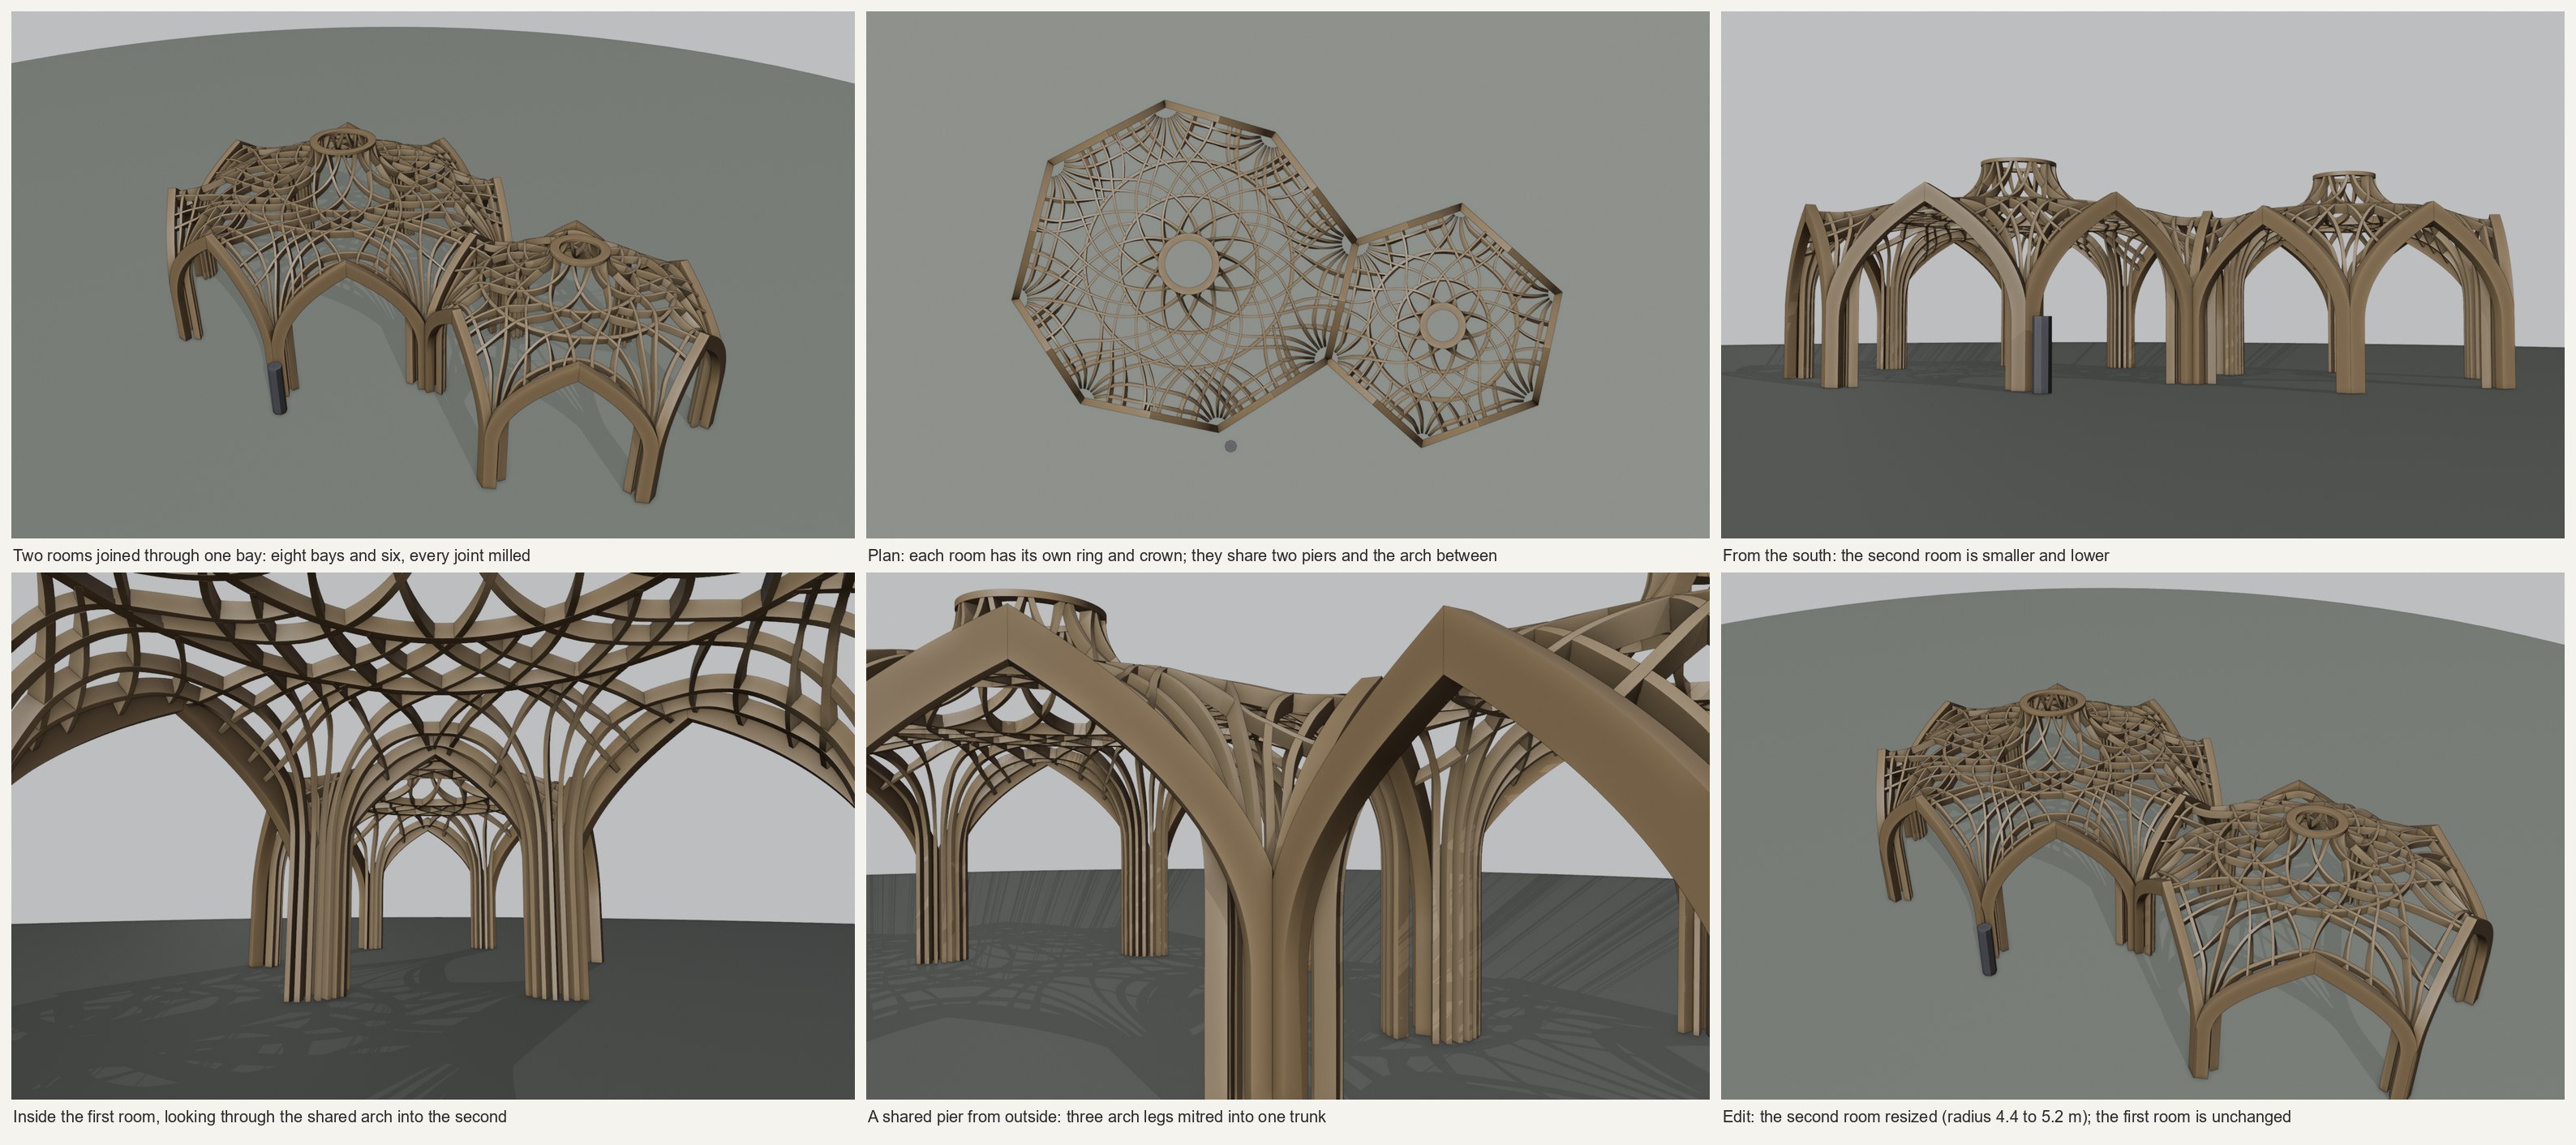 Two rooms joined through one bay: eight bays and six, every joint milled
Plan: each room has its own ring and crown; they share two piers and the arch between
From the south: the second room is smaller and lower
Inside the first room, looking through the shared arch into the second
A shared pier from outside: three arch legs mitred into one trunk
Edit: the second room resized (radius 4.4 to 5.2 m); the first room is unchanged